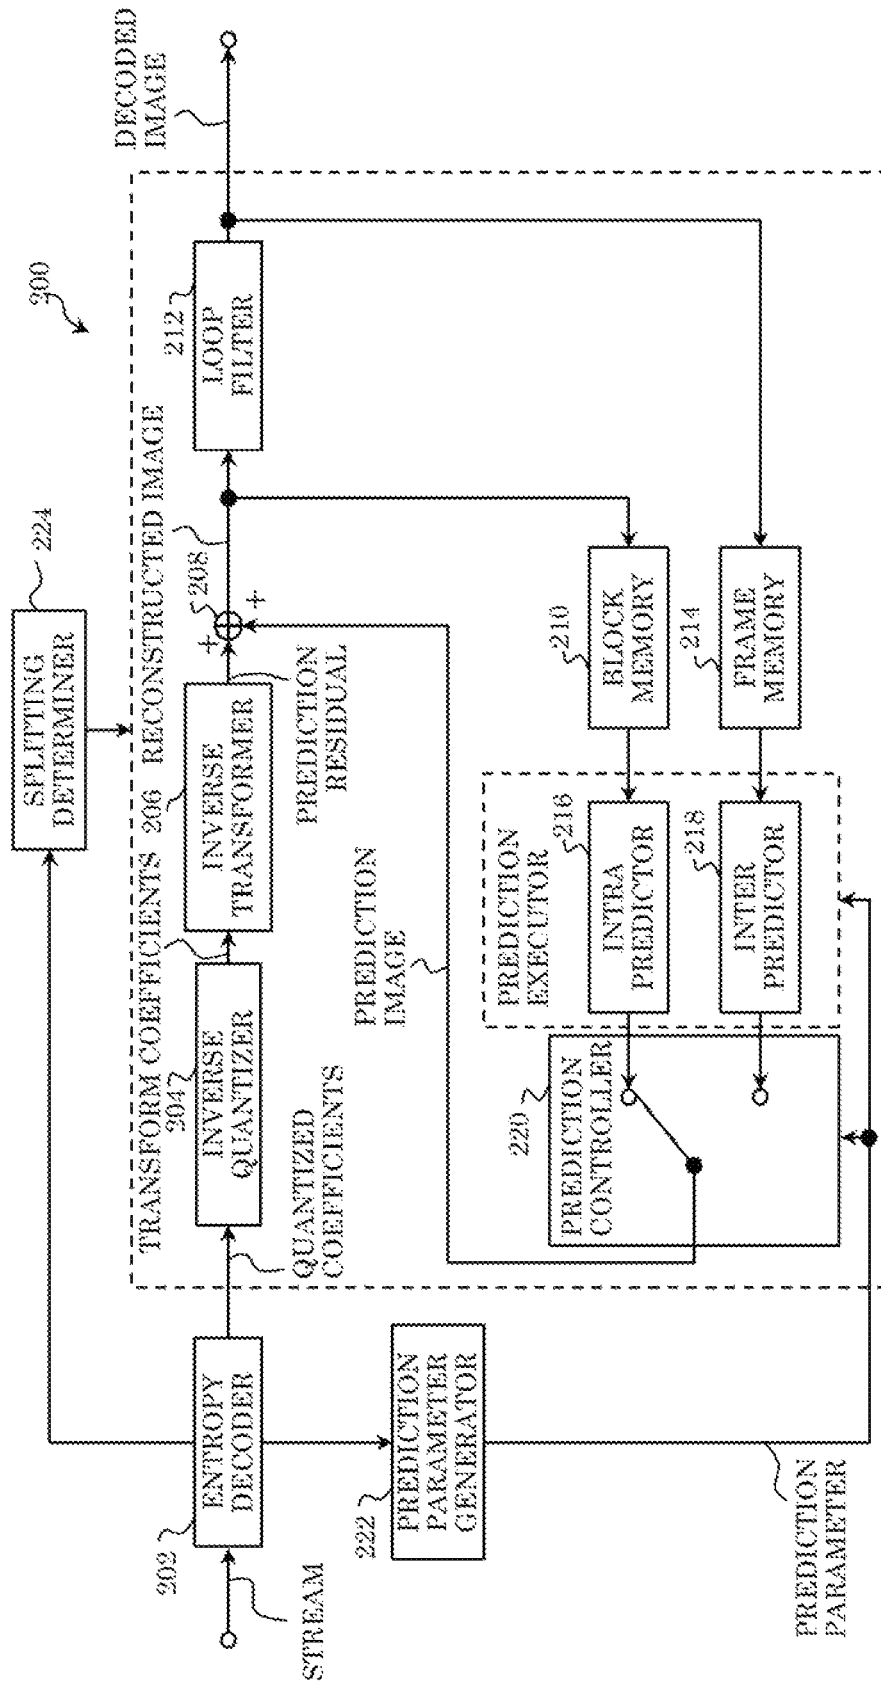 200
224
SPLITTING
DETERMINER
DECODED
IMAGE
TRANSFORM COEFFICIENTS
206
RECONSTRUCTED IMAGE
202
ENTROPY
DECODER
STREAM
204
INVERSE
QUANTIZER
QUANTIZED
COEFFICIENTS
INVERSE
TRANSFORMER
PREDICTION
RESIDUAL
208
+
+
212
LOOP
FILTER
222
PREDICTION
PARAMETER
GENERATOR
PREDICTION
IMAGE
220
PREDICTION
CONTROLLER
PREDICTION
EXECUTOR
216
INTRA
PREDICTOR
210
BLOCK
MEMORY
218
INTER
PREDICTOR
214
FRAME
MEMORY
PREDICTION
PARAMETER